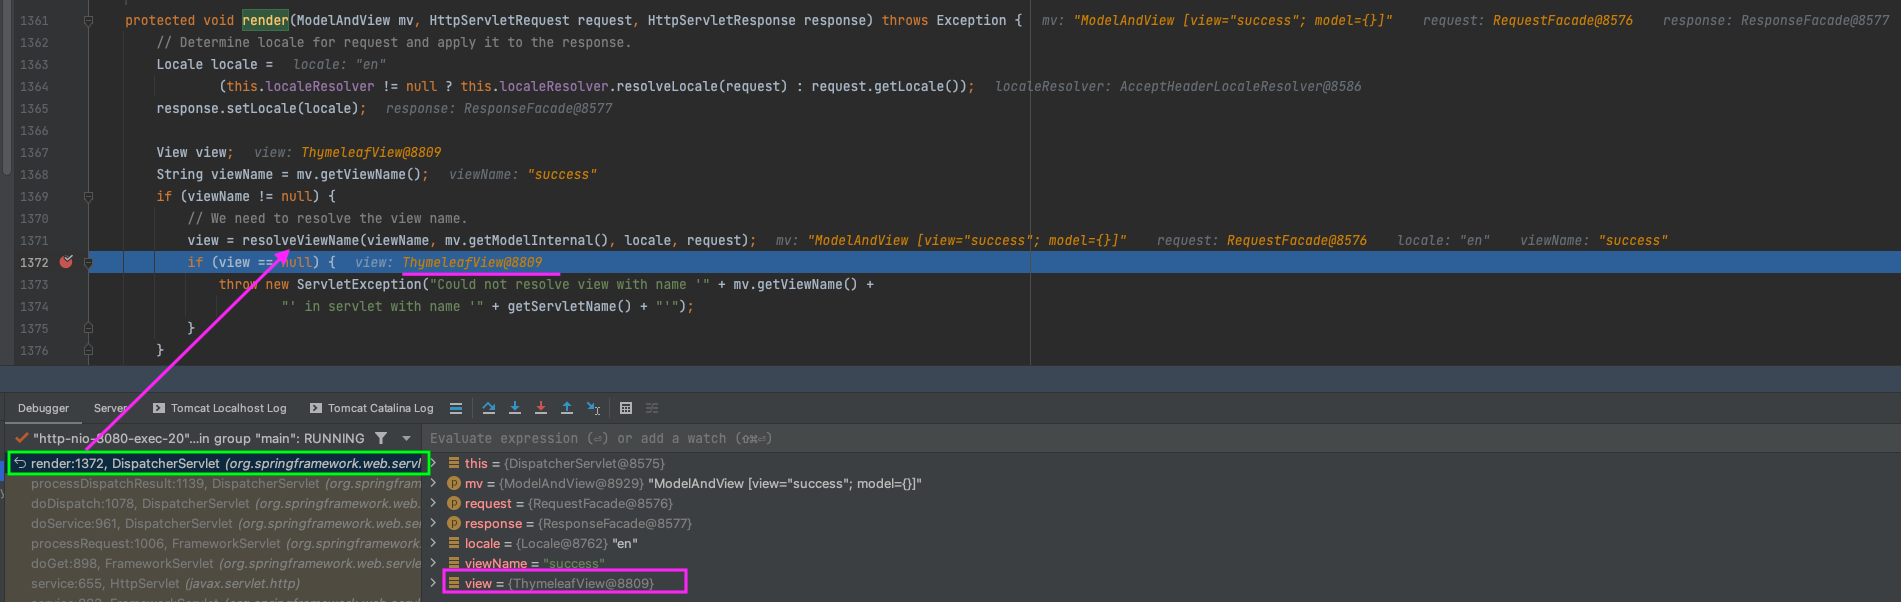 1361 protected void render(ModelAndView mv, HttpServletRequest request, HttpServletResponse response) throws Exception { mv: "ModelAndView [view="success"; model={}]" request: RequestFacade@8576 response: ResponseFacade@8577
1362 // Determine locale for request and apply it to the response.
1363 Locale locale = locale: "en"
1364 (this.localeResolver != null ? this.localeResolver.resolveLocale(request) : request.getLocale()); localeResolver: AcceptHeaderLocaleResolver@8586
1365 response.setLocale(locale); response: ResponseFacade@8577
1366
1367 View view; view: ThymeleafView@8809
1368 String viewName = mv.getViewName(); viewName: "success"
1369 if (viewName != null) {
1370 // We need to resolve the view name.
1371 view = resolveViewName(viewName, mv.getModelInternal(), locale, request); mv: "ModelAndView [view="success"; model={}]" request: RequestFacade@8576 locale: "en" viewName: "success"
1372 if (view == null) { view: ThymeleafView@8809
1373 throw new ServletException("Could not resolve view with name '" + mv.getViewName() +
1374 "' in servlet with name '" + getServletName() + "'");
1375 }
1376 }
Debugger Server Tomcat Localhost Log Tomcat Catalina Log
"http-nio-8080-exec-20"...in group "main": RUNNING Evaluate expression (⏎) or add a watch (⇧⌘⏎)
render:1372, DispatcherServlet (org.springframework.web.servl this = {DispatcherServlet@8575}
processDispatchResult:1139, DispatcherServlet (org.springfram mv = {ModelAndView@8929} "ModelAndView [view="success"; model={}]"
doDispatch:1078, DispatcherServlet (org.springframework.web. request = {RequestFacade@8576}
doService:961, DispatcherServlet (org.springframework.web.se response = {ResponseFacade@8577}
processRequest:1006, FrameworkServlet (org.springframework. locale = {Locale@8762} "en"
doGet:898, FrameworkServlet (org.springframework.web.servle viewName = "success"
service:655, HttpServlet (javax.servlet.http) view = {ThymeleafView@8809}